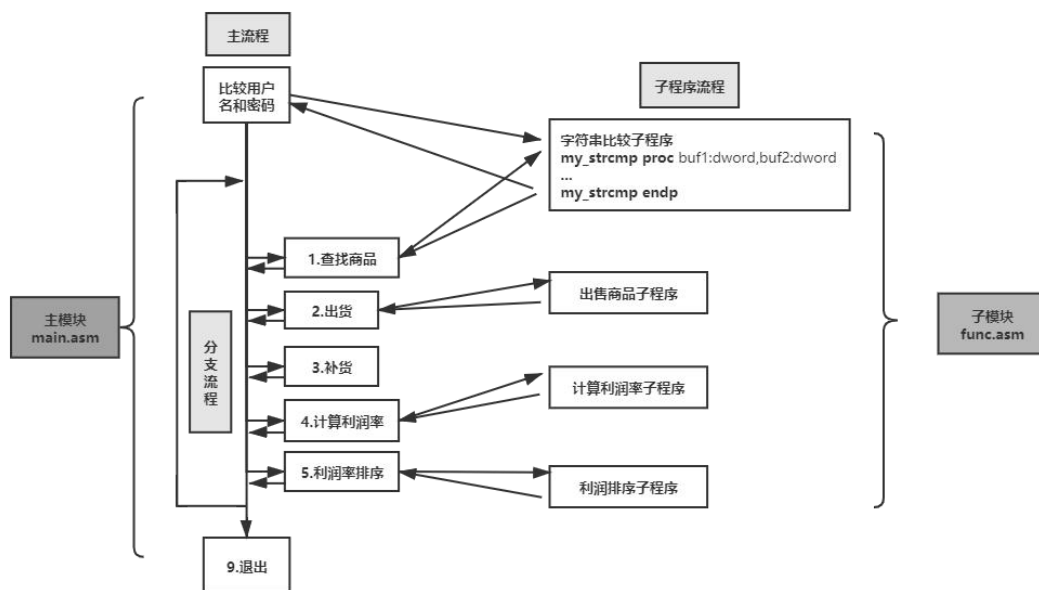 主流程
比较用户
名和密码
子程序流程
字符串比较子程序
my_strcmp proc buf1:dword,buf2:dword
...
my_strcmp endp
1.查找商品
2.出货
出售商品子程序
主模块
main.asm
分
支
流
程
子模块
func.asm
3.补货
4.计算利润率
计算利润率子程序
5.利润率排序
利润排序子程序
9.退出